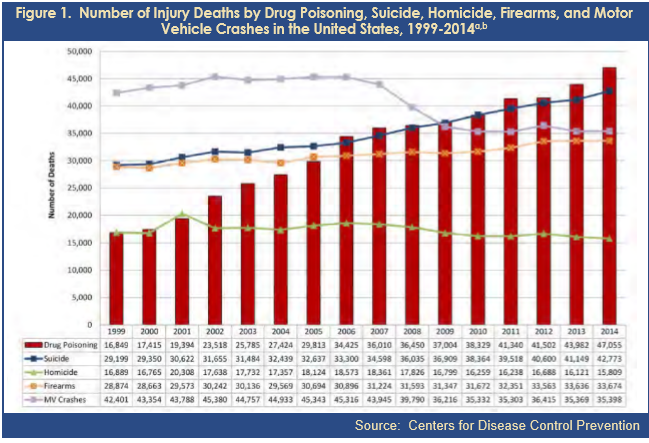 Figure 1. Number of Injury Deaths by Drug Poisoning, Suicide, Homicide, Firearms, and Motor
Vehicle Crashes in the United States, 1999-2014a,b
50,000
45,000
40,000
35,000
30,000
25,000
20,000
15,000
10,000
5,000
0
Number of Deaths
1999 2000 2001 2002 2003 2004 2005 2006 2007 2008 2009 2010 2011 2012 2013 2014
Drug Poisoning 16,849 17,415 19,394 23,518 25,785 27,424 29,813 34,425 36,010 36,450 37,004 38,329 41,340 41,502 43,982 47,055
Suicide 29,199 29,350 30,622 31,655 31,484 32,439 32,637 33,300 34,598 36,035 36,909 38,364 39,518 40,600 41,149 42,773
Homicide 16,889 16,765 20,308 17,638 17,732 17,357 18,124 18,573 18,361 17,826 16,799 16,259 16,238 16,688 16,121 15,809
Firearms 28,874 28,663 29,573 30,242 30,136 29,569 30,694 30,896 31,224 31,593 31,347 31,672 32,351 33,563 33,636 33,674
MV Crashes 42,401 43,354 43,788 45,380 44,757 44,933 45,343 45,316 43,945 39,790 36,216 35,332 35,303 36,415 35,369 35,398
Source: Centers for Disease Control Prevention